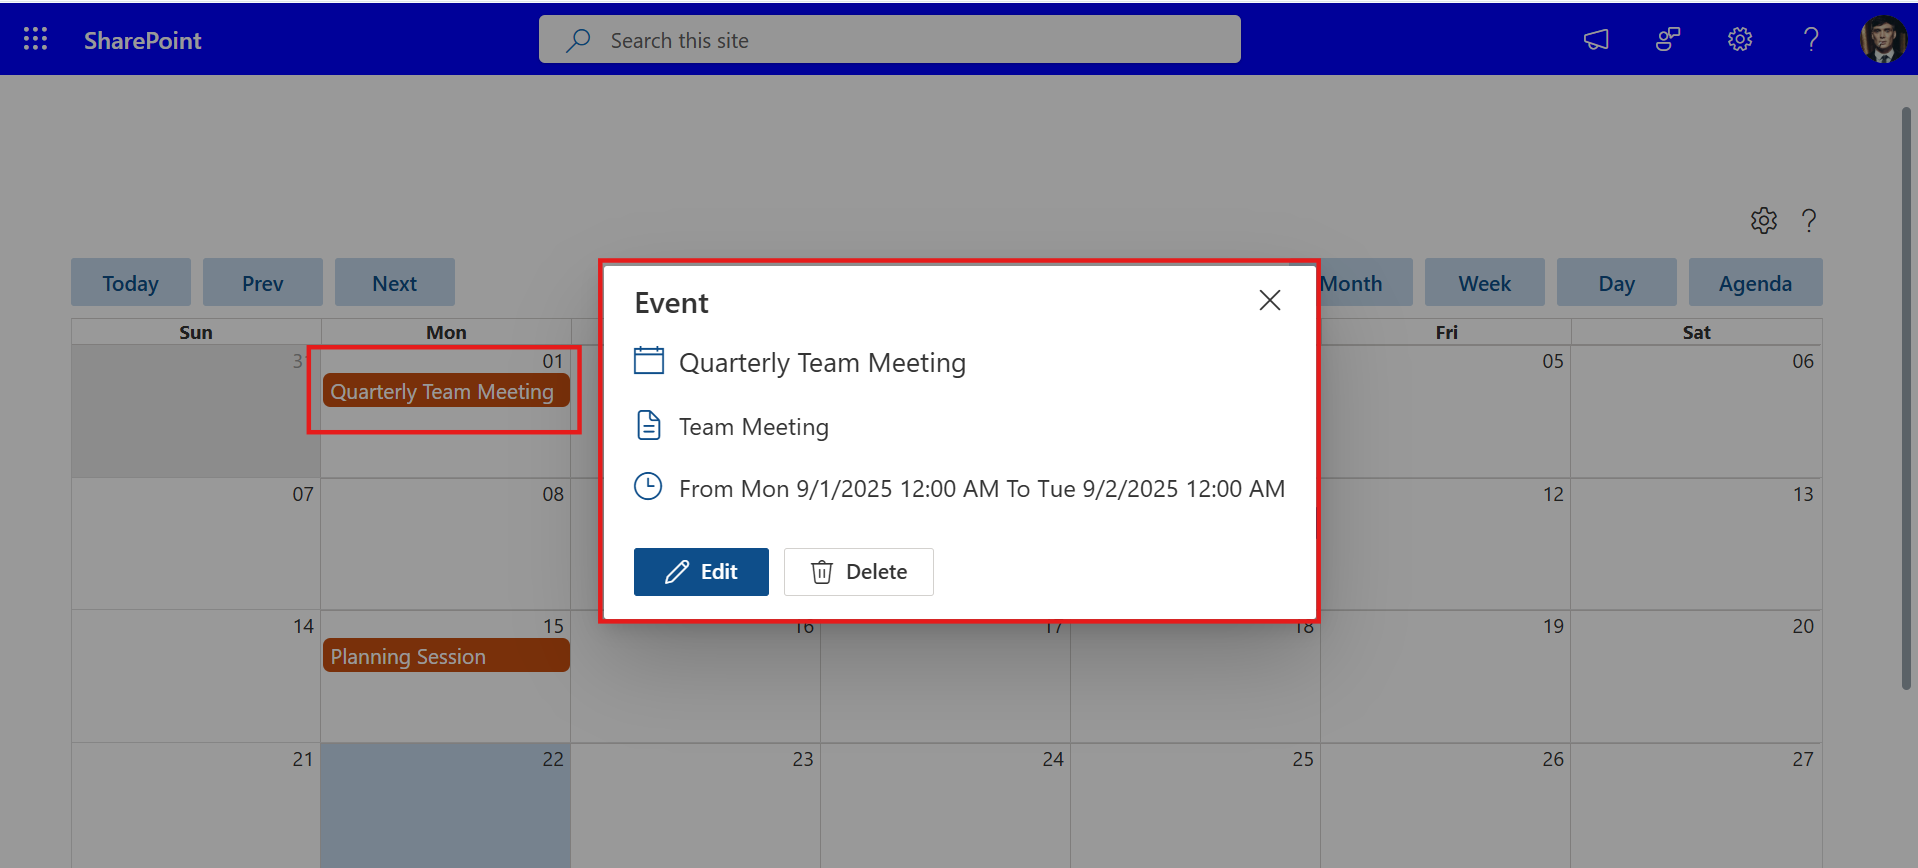 SharePoint
Search this site
Today Prev Next Month Week Day Agenda
Sun Mon Fri Sat
31 01 05 06
Quarterly Team Meeting
Event
Quarterly Team Meeting
Team Meeting
From Mon 9/1/2025 12:00 AM To Tue 9/2/2025 12:00 AM
Edit Delete
07 08 12 13
14 15 16 17 18 19 20
Planning Session
21 22 23 24 25 26 27